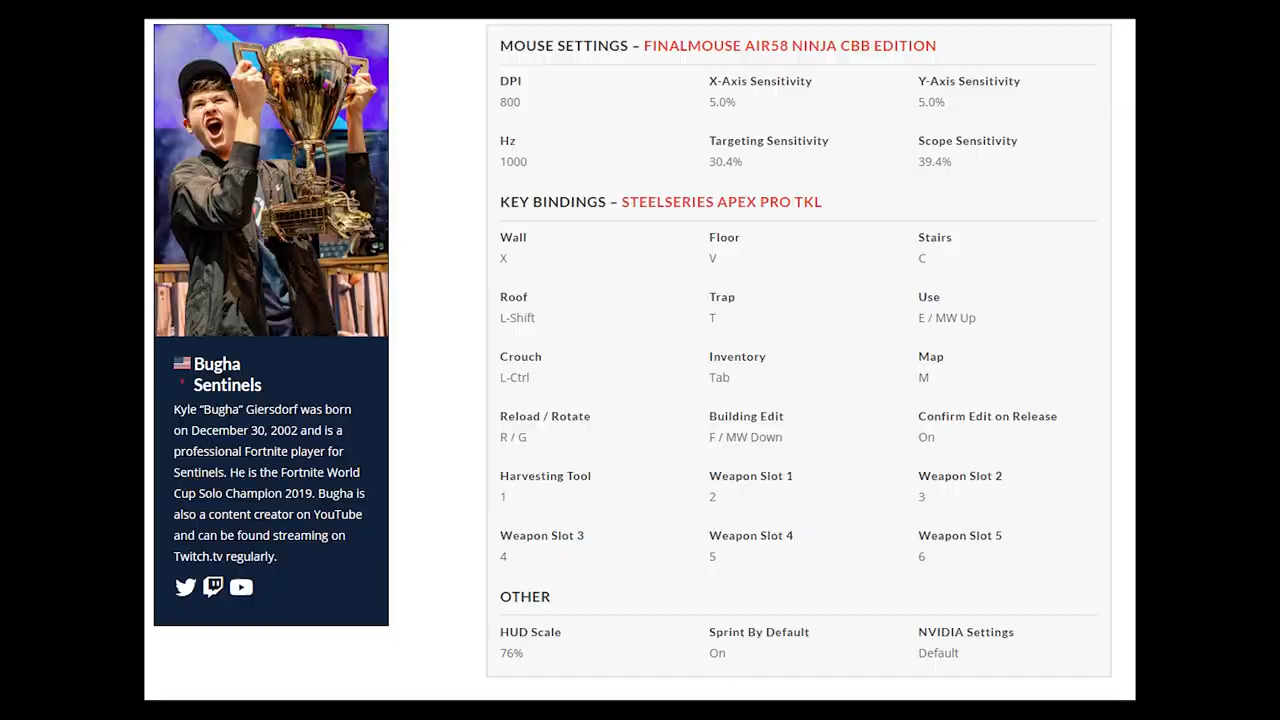 Bugha
Sentinels
Kyle “Bugha” Giersdorf was born
on December 30, 2002 and is a
professional Fortnite player for
Sentinels. He is the Fortnite World
Cup Solo Champion 2019. Bugha is
also a content creator on YouTube
and can be found streaming on
Twitch.tv regularly.
MOUSE SETTINGS – FINALMOUSE AIR58 NINJA CBB EDITION
DPI X-Axis Sensitivity Y-Axis Sensitivity
800 5.0% 5.0%
Hz Targeting Sensitivity Scope Sensitivity
1000 30.4% 39.4%
KEY BINDINGS – STEELSERIES APEX PRO TKL
Wall Floor Stairs
X V C
Roof Trap Use
L-Shift T E / MW Up
Crouch Inventory Map
L-Ctrl Tab M
Reload / Rotate Building Edit Confirm Edit on Release
R / G F / MW Down On
Harvesting Tool Weapon Slot 1 Weapon Slot 2
1 2 3
Weapon Slot 3 Weapon Slot 4 Weapon Slot 5
4 5 6
OTHER
HUD Scale Sprint By Default NVIDIA Settings
76% On Default